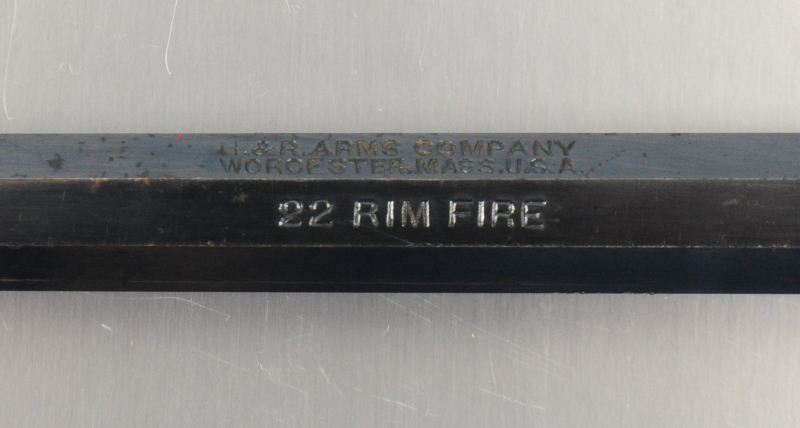 H.&R.ARMS COMPANY
WORCESTER.MASS.U.S.A.
22 RIM FIRE